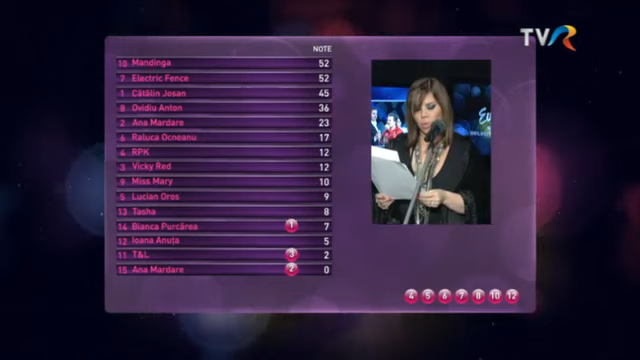 TVR
NOTE
10 Mandinga 52
7 Electric Fence 52
1 Cătălin Josan 45
8 Ovidiu Anton 36
2 Ana Mardare 23
6 Raluca Ocneanu 17
4 RPK 12
3 Vicky Red 12
9 Miss Mary 10
5 Lucian Oros 9
13 Tasha 8
14 Bianca Purcărea 1 7
12 Ioana Anuța 5
11 T&L 3 2
15 Ana Mardare 2 0
4 5 6 7 8 10 12